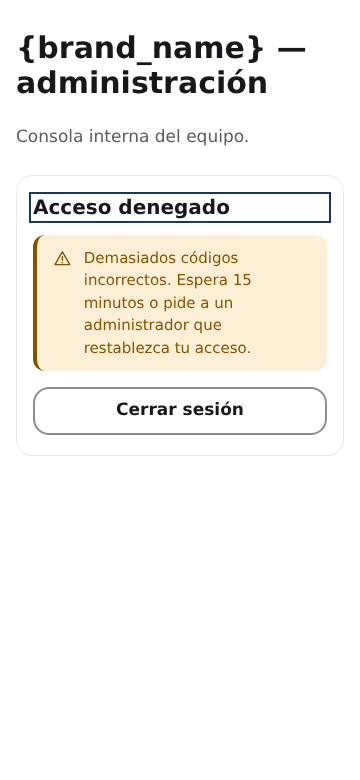 {brand_name} —
administración
Consola interna del equipo.
Acceso denegado
Demasiados códigos
incorrectos. Espera 15
minutos o pide a un
administrador que
restablezca tu acceso.
Cerrar sesión